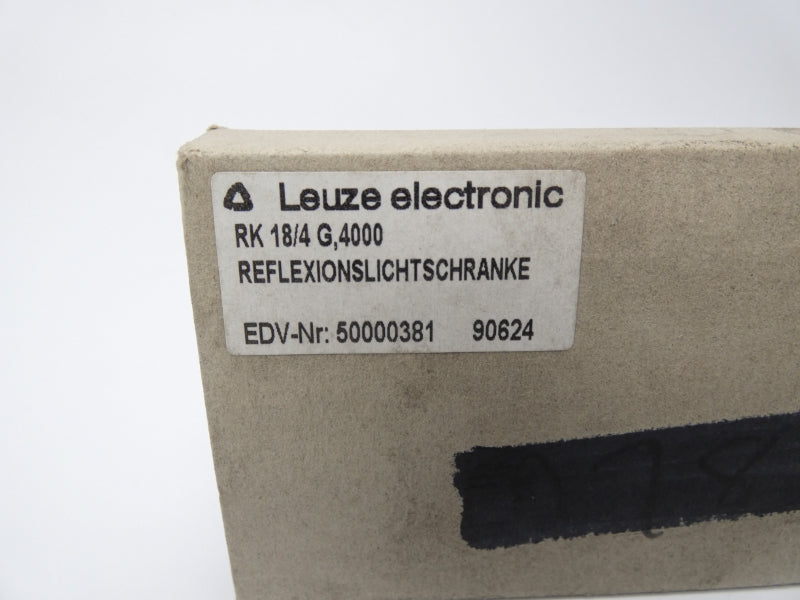 Leuze electronic
RK 18/4 G,4000
REFLEXIONSLICHTSCHRANKE
EDV-Nr: 50000381 90624